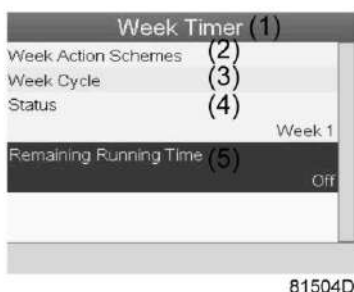 Week Timer (1)
Week Action Schemes (2)
Week Cycle (3)
Status (4)
Week 1
Remaining Running Time (5)
Off
81504D